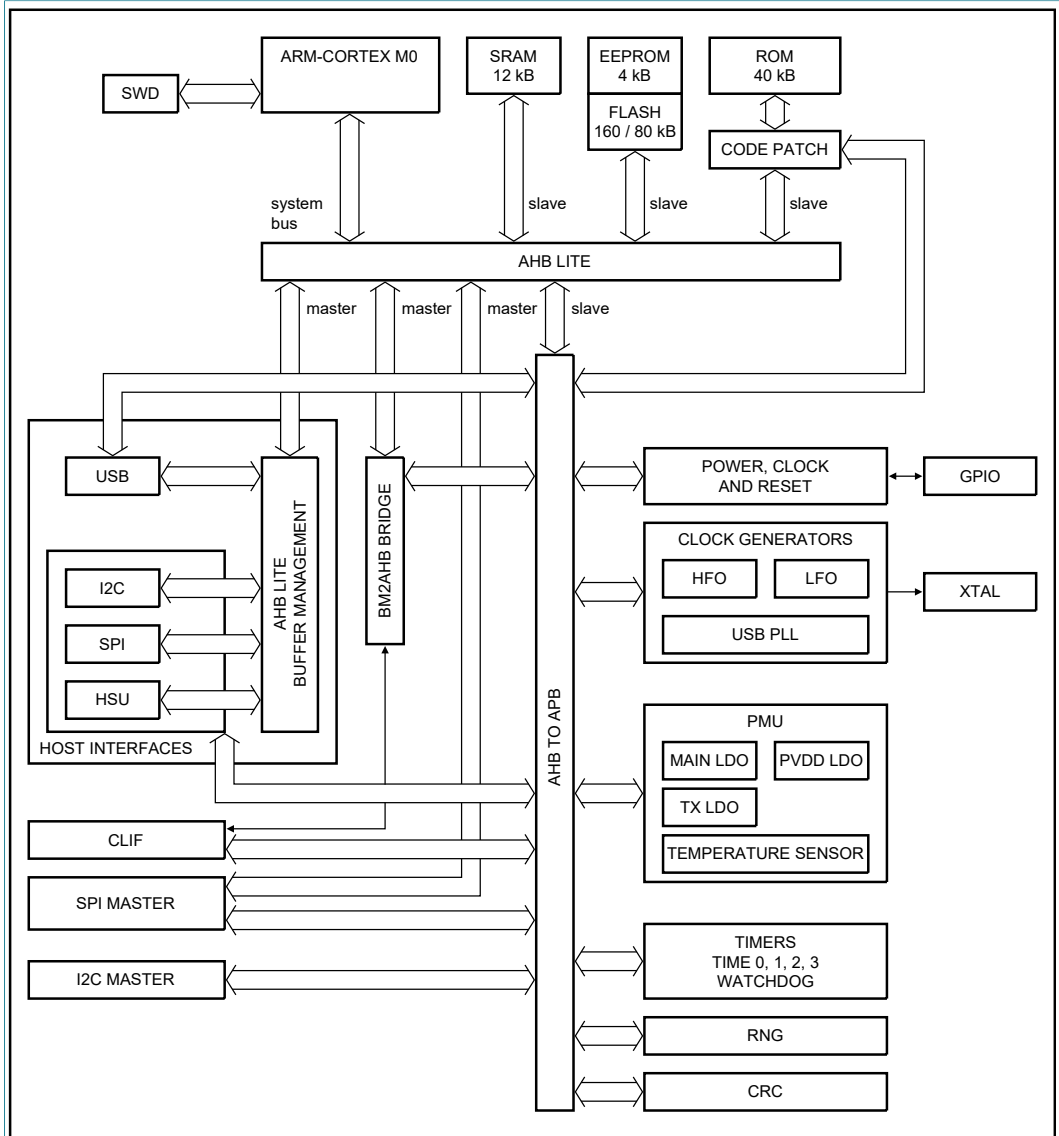 ARM-CORTEX M0
SRAM
12 kB
EEPROM
4 kB
ROM
40 kB
SWD
FLASH
160 / 80 kB
CODE PATCH
system
bus
slave
slave
slave
AHB LITE
master
master
master
slave
USB
POWER, CLOCK
AND RESET
GPIO
AHB LITE
BUFFER MANAGEMENT
BM2AHB BRIDGE
CLOCK GENERATORS
I2C
HFO
LFO
XTAL
SPI
USB PLL
HSU
AHB TO APB
HOST INTERFACES
PMU
MAIN LDO
PVDD LDO
TX LDO
CLIF
TEMPERATURE SENSOR
SPI MASTER
TIMERS
TIME 0, 1, 2, 3
WATCHDOG
I2C MASTER
RNG
CRC